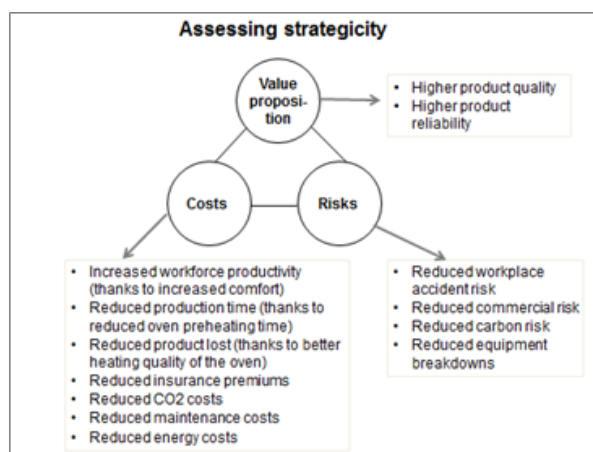 Assessing strategicity
Value
proposi-
tion
• Higher product quality
• Higher product
reliability
Costs
Risks
• Increased workforce productivity
(thanks to increased comfort)
• Reduced production time (thanks to
reduced oven preheating time)
• Reduced product lost (thanks to better
heating quality of the oven)
• Reduced insurance premiums
• Reduced CO2 costs
• Reduced maintenance costs
• Reduced energy costs
• Reduced workplace
accident risk
• Reduced commercial risk
• Reduced carbon risk
• Reduced equipment
breakdowns